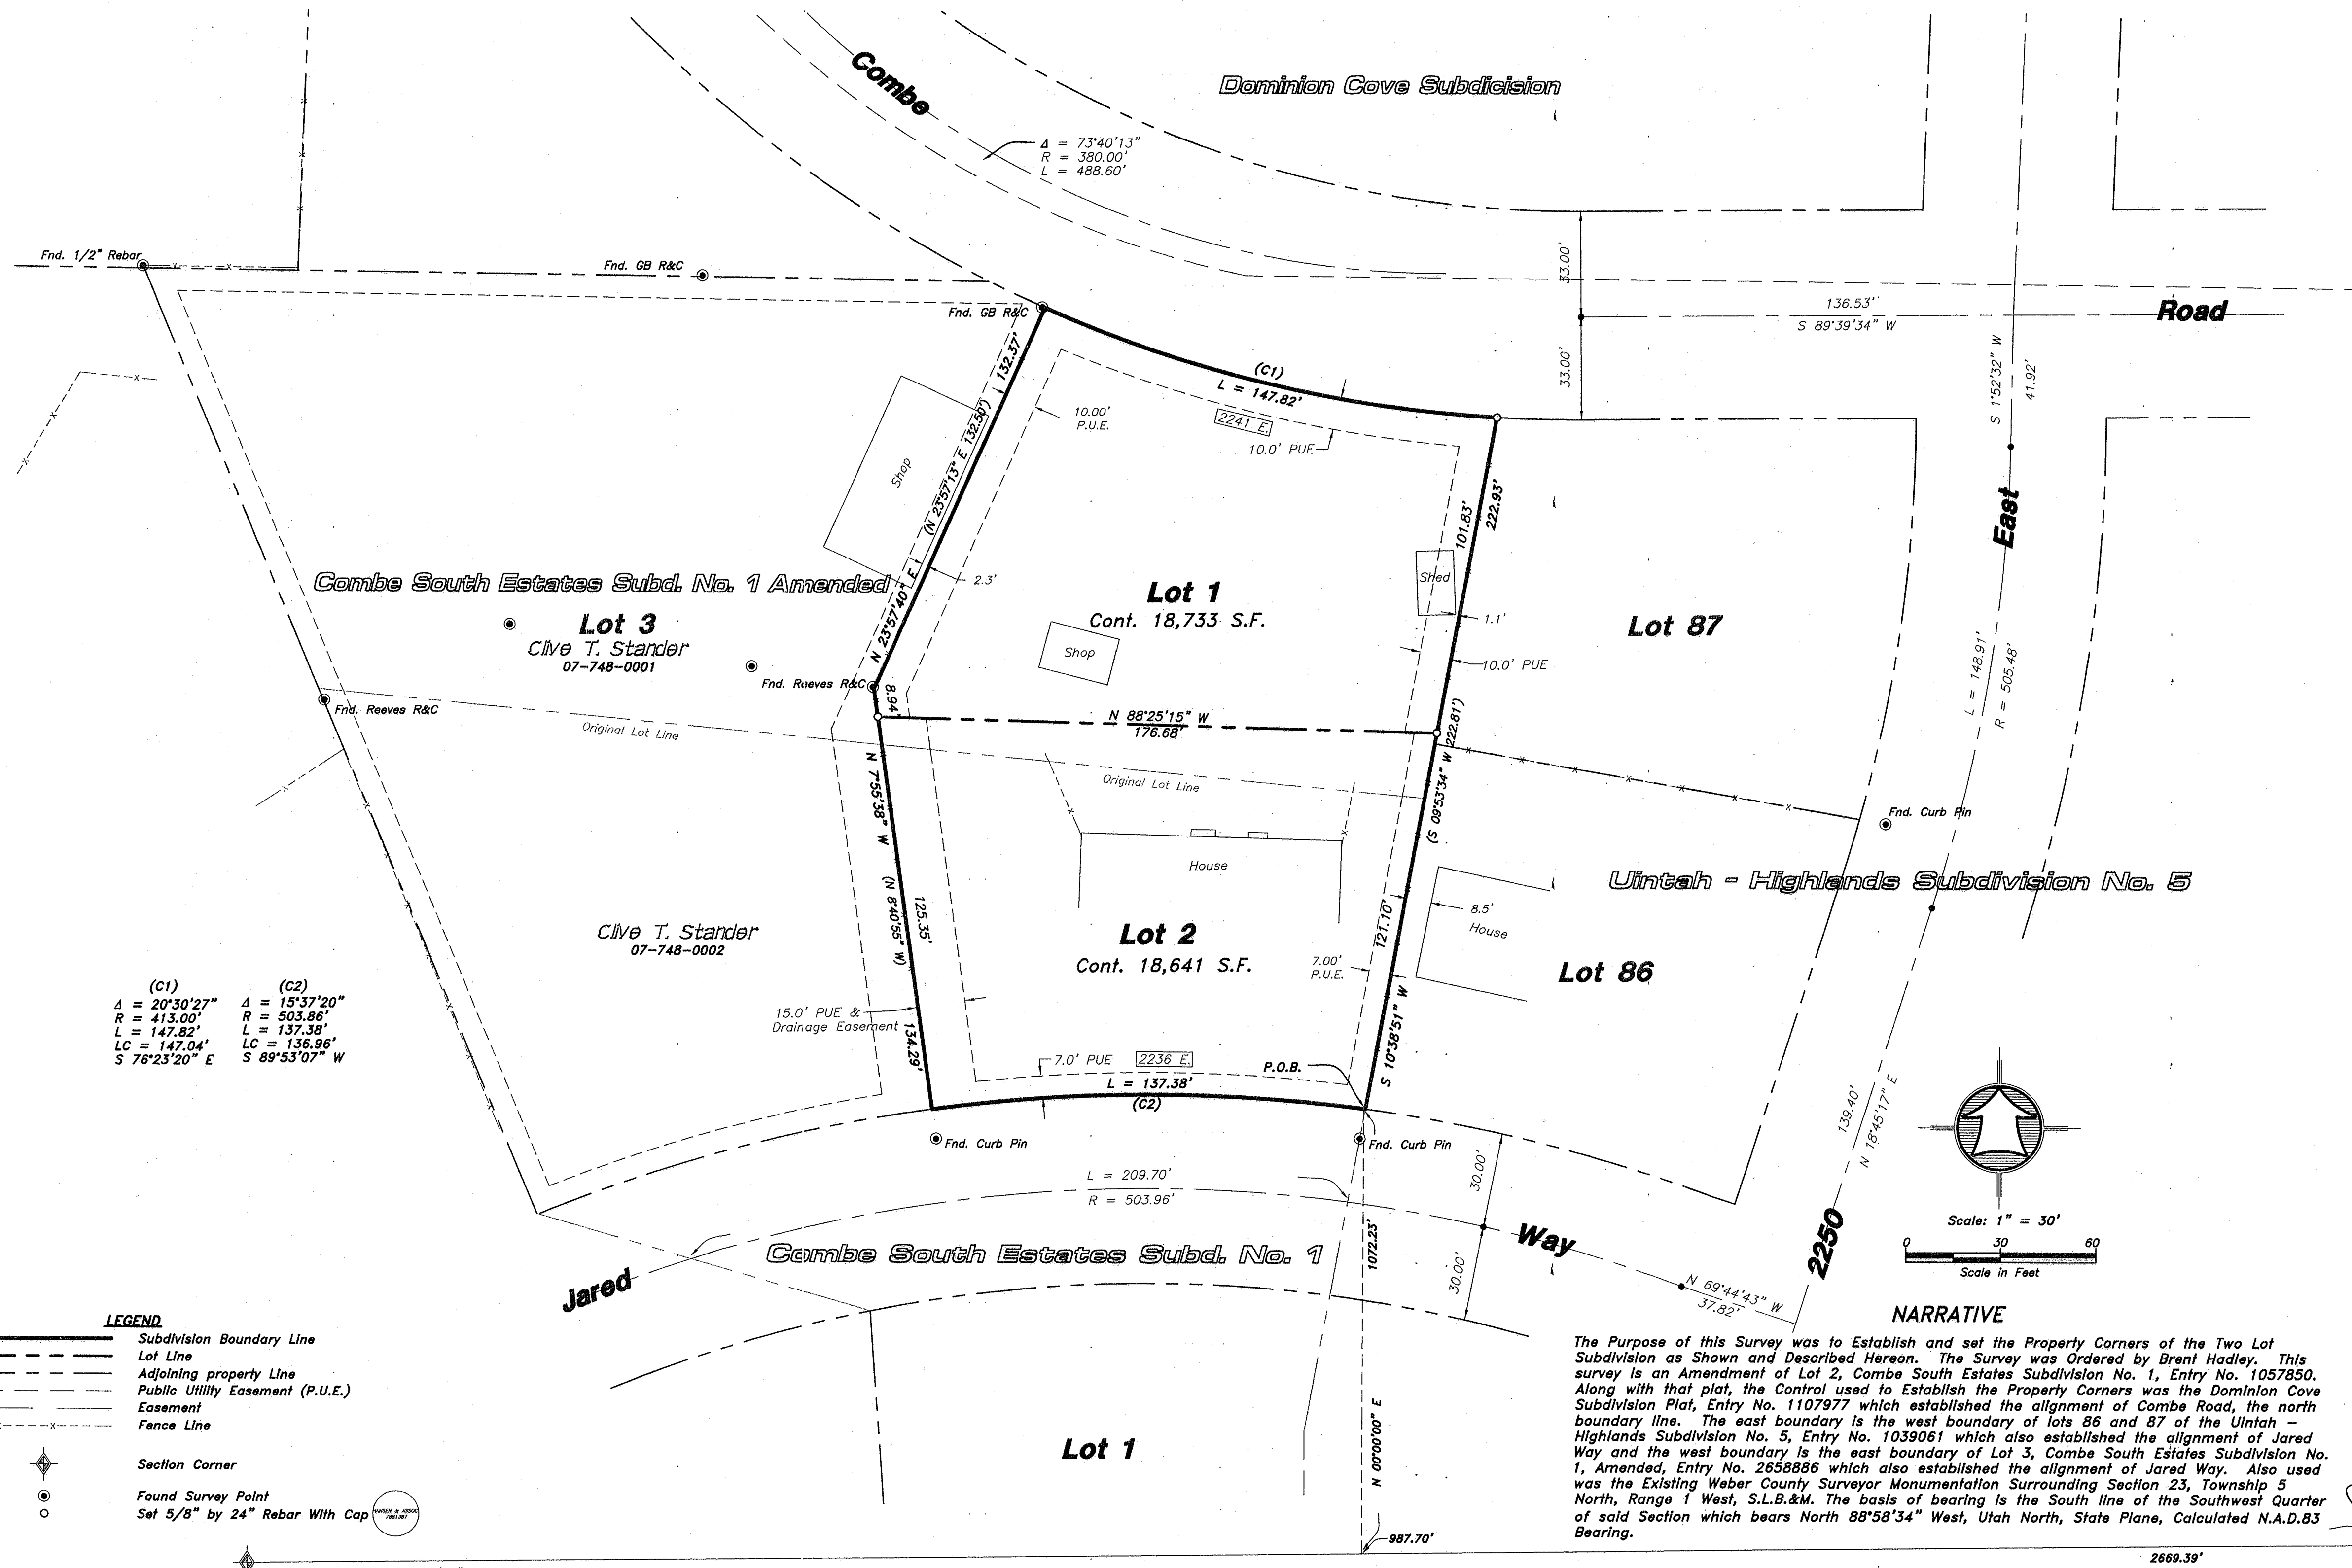 Combe
Dominion Cove Subdicision
Δ = 73°40'13"
R = 380.00'
L = 488.60'
Fnd. 1/2" Rebar
Fnd. GB R&C
Fnd. GB R&C
33.00'
33.00'
136.53'
S 89°39'34" W
Road
S 1°52'32" W
41.92'
(C1)
L = 147.82'
2241 E.
10.0' PUE
10.00'
P.U.E.
132.37'
(N 23°57'13" E 132.50')
N 23°57'40" E
Shop
2.3'
222.93'
101.83'
Shed
1.1'
10.0' PUE
East
Combe South Estates Subd. No. 1 Amended
Lot 3
Clive T. Stander
07-748-0001
Lot 1
Cont. 18,733 S.F.
Shop
Lot 87
L = 148.91'
R = 505.48'
Fnd. Reeves R&C
Fnd. Reeves R&C
8.94'
Original Lot Line
N 88°25'15" W
176.68'
(S 09°53'34" W 222.81')
Original Lot Line
N 7°55'38" W
(N 8°40'55" W)
125.35'
134.29'
House
Fnd. Curb Pin
Uintah - Highlands Subdivision No. 5
8.5'
House
Lot 86
Clive T. Stander
07-748-0002
Lot 2
Cont. 18,641 S.F.
121.10'
7.00'
P.U.E.
S 10°38'51" W
(C1)
Δ = 20°30'27"
R = 413.00'
L = 147.82'
LC = 147.04'
S 76°23'20" E
(C2)
Δ = 15°37'20"
R = 503.86'
L = 137.38'
LC = 136.96'
S 89°53'07" W
15.0' PUE &
Drainage Easement
7.0' PUE
2236 E.
P.O.B.
L = 137.38'
(C2)
Fnd. Curb Pin
Fnd. Curb Pin
139.40'
N 18°45'17" E
L = 209.70'
R = 503.96'
30.00'
30.00'
1072.23'
Combe South Estates Subd. No. 1
Jared
Way
2250
N 69°44'43" W
37.82'
Scale: 1" = 30'
0 30 60
Scale in Feet
Lot 1
N 00°00'00" E
987.70'
2669.39'
LEGEND
Subdivision Boundary Line
Lot Line
Adjoining property Line
Public Utility Easement (P.U.E.)
Easement
Fence Line
Section Corner
Found Survey Point
Set 5/8" by 24" Rebar With Cap
HANSEN & ASSOC
7881387
NARRATIVE
The Purpose of this Survey was to Establish and set the Property Corners of the Two Lot
Subdivision as Shown and Described Hereon. The Survey was Ordered by Brent Hadley. This
survey is an Amendment of Lot 2, Combe South Estates Subdivision No. 1, Entry No. 1057850.
Along with that plat, the Control used to Establish the Property Corners was the Dominion Cove
Subdivision Plat, Entry No. 1107977 which established the alignment of Combe Road, the north
boundary line. The east boundary is the west boundary of lots 86 and 87 of the Uintah -
Highlands Subdivision No. 5, Entry No. 1039061 which also established the alignment of Jared
Way and the west boundary is the east boundary of Lot 3, Combe South Estates Subdivision No.
1, Amended, Entry No. 2658886 which also established the alignment of Jared Way. Also used
was the Existing Weber County Surveyor Monumentation Surrounding Section 23, Township 5
North, Range 1 West, S.L.B.&M. The basis of bearing is the South line of the Southwest Quarter
of said Section which bears North 88°58'34" West, Utah North, State Plane, Calculated N.A.D.83
Bearing.